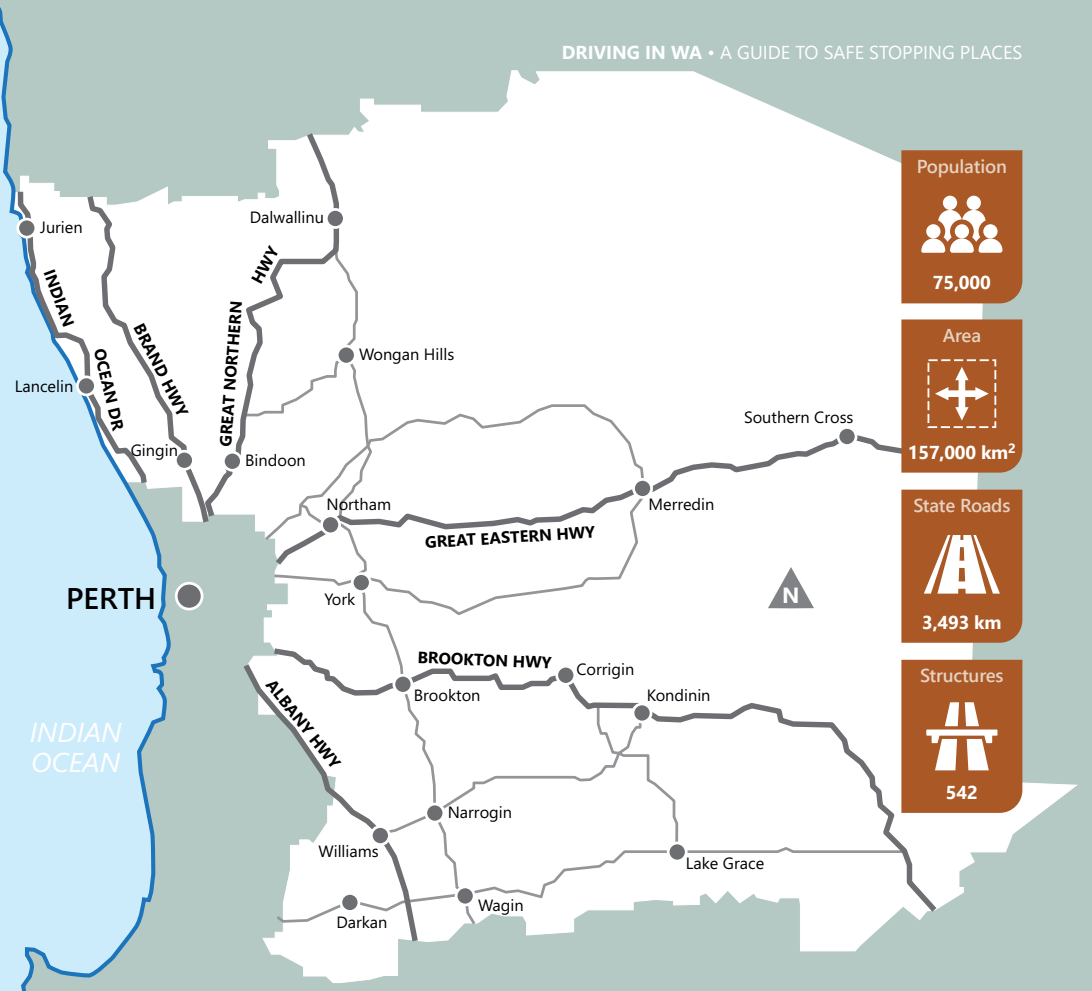 DRIVING IN WA • A GUIDE TO SAFE STOPPING PLACES
Population
75,000
Area
157,000 km²
State Roads
3,493 km
Structures
542
Dalwallinu
Jurien
HWY
GREAT NORTHERN
INDIAN
OCEAN DR
BRAND HWY
Wongan Hills
Lancelin
Southern Cross
Gingin
Bindoon
Northam
Merredin
GREAT EASTERN HWY
PERTH
York
N
BROOKTON HWY
Corrigin
Brookton
Kondinin
ALBANY HWY
INDIAN
OCEAN
Narrogin
Williams
Lake Grace
Wagin
Darkan